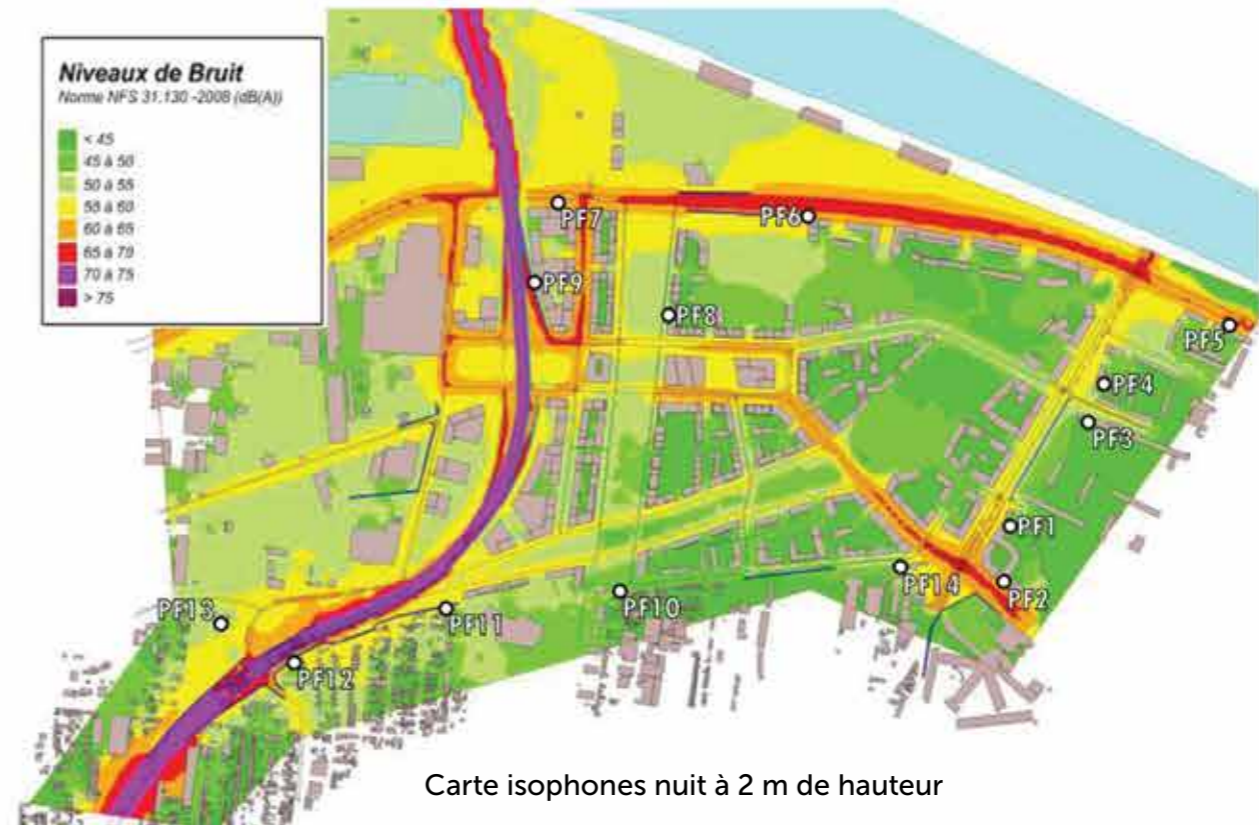 Niveaux de Bruit
Norme NFS 31.130 -2008 (dB(A))
< 45
45 à 50
50 à 55
55 à 60
60 à 65
65 à 70
70 à 75
> 75
PF7
PF6
PF9
PF8
PF5
PF4
PF3
PF1
PF14
PF2
PF10
PF13
PF11
PF12
Carte isophones nuit à 2 m de hauteur